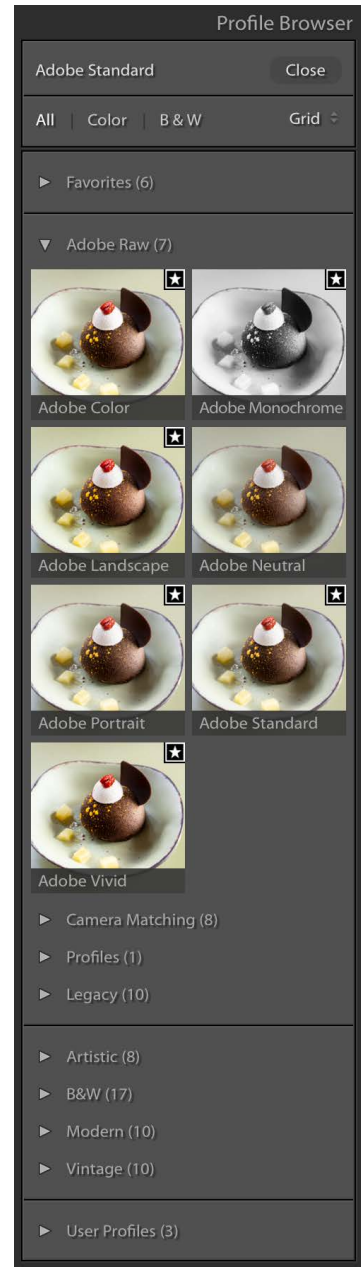 Profile Browser
Adobe Standard Close
All | Color | B & W Grid
Favorites (6)
Adobe Raw (7)
Adobe Color Adobe Monochrome
Adobe Landscape Adobe Neutral
Adobe Portrait Adobe Standard
Adobe Vivid
Camera Matching (8)
Profiles (1)
Legacy (10)
Artistic (8)
B&W (17)
Modern (10)
Vintage (10)
User Profiles (3)